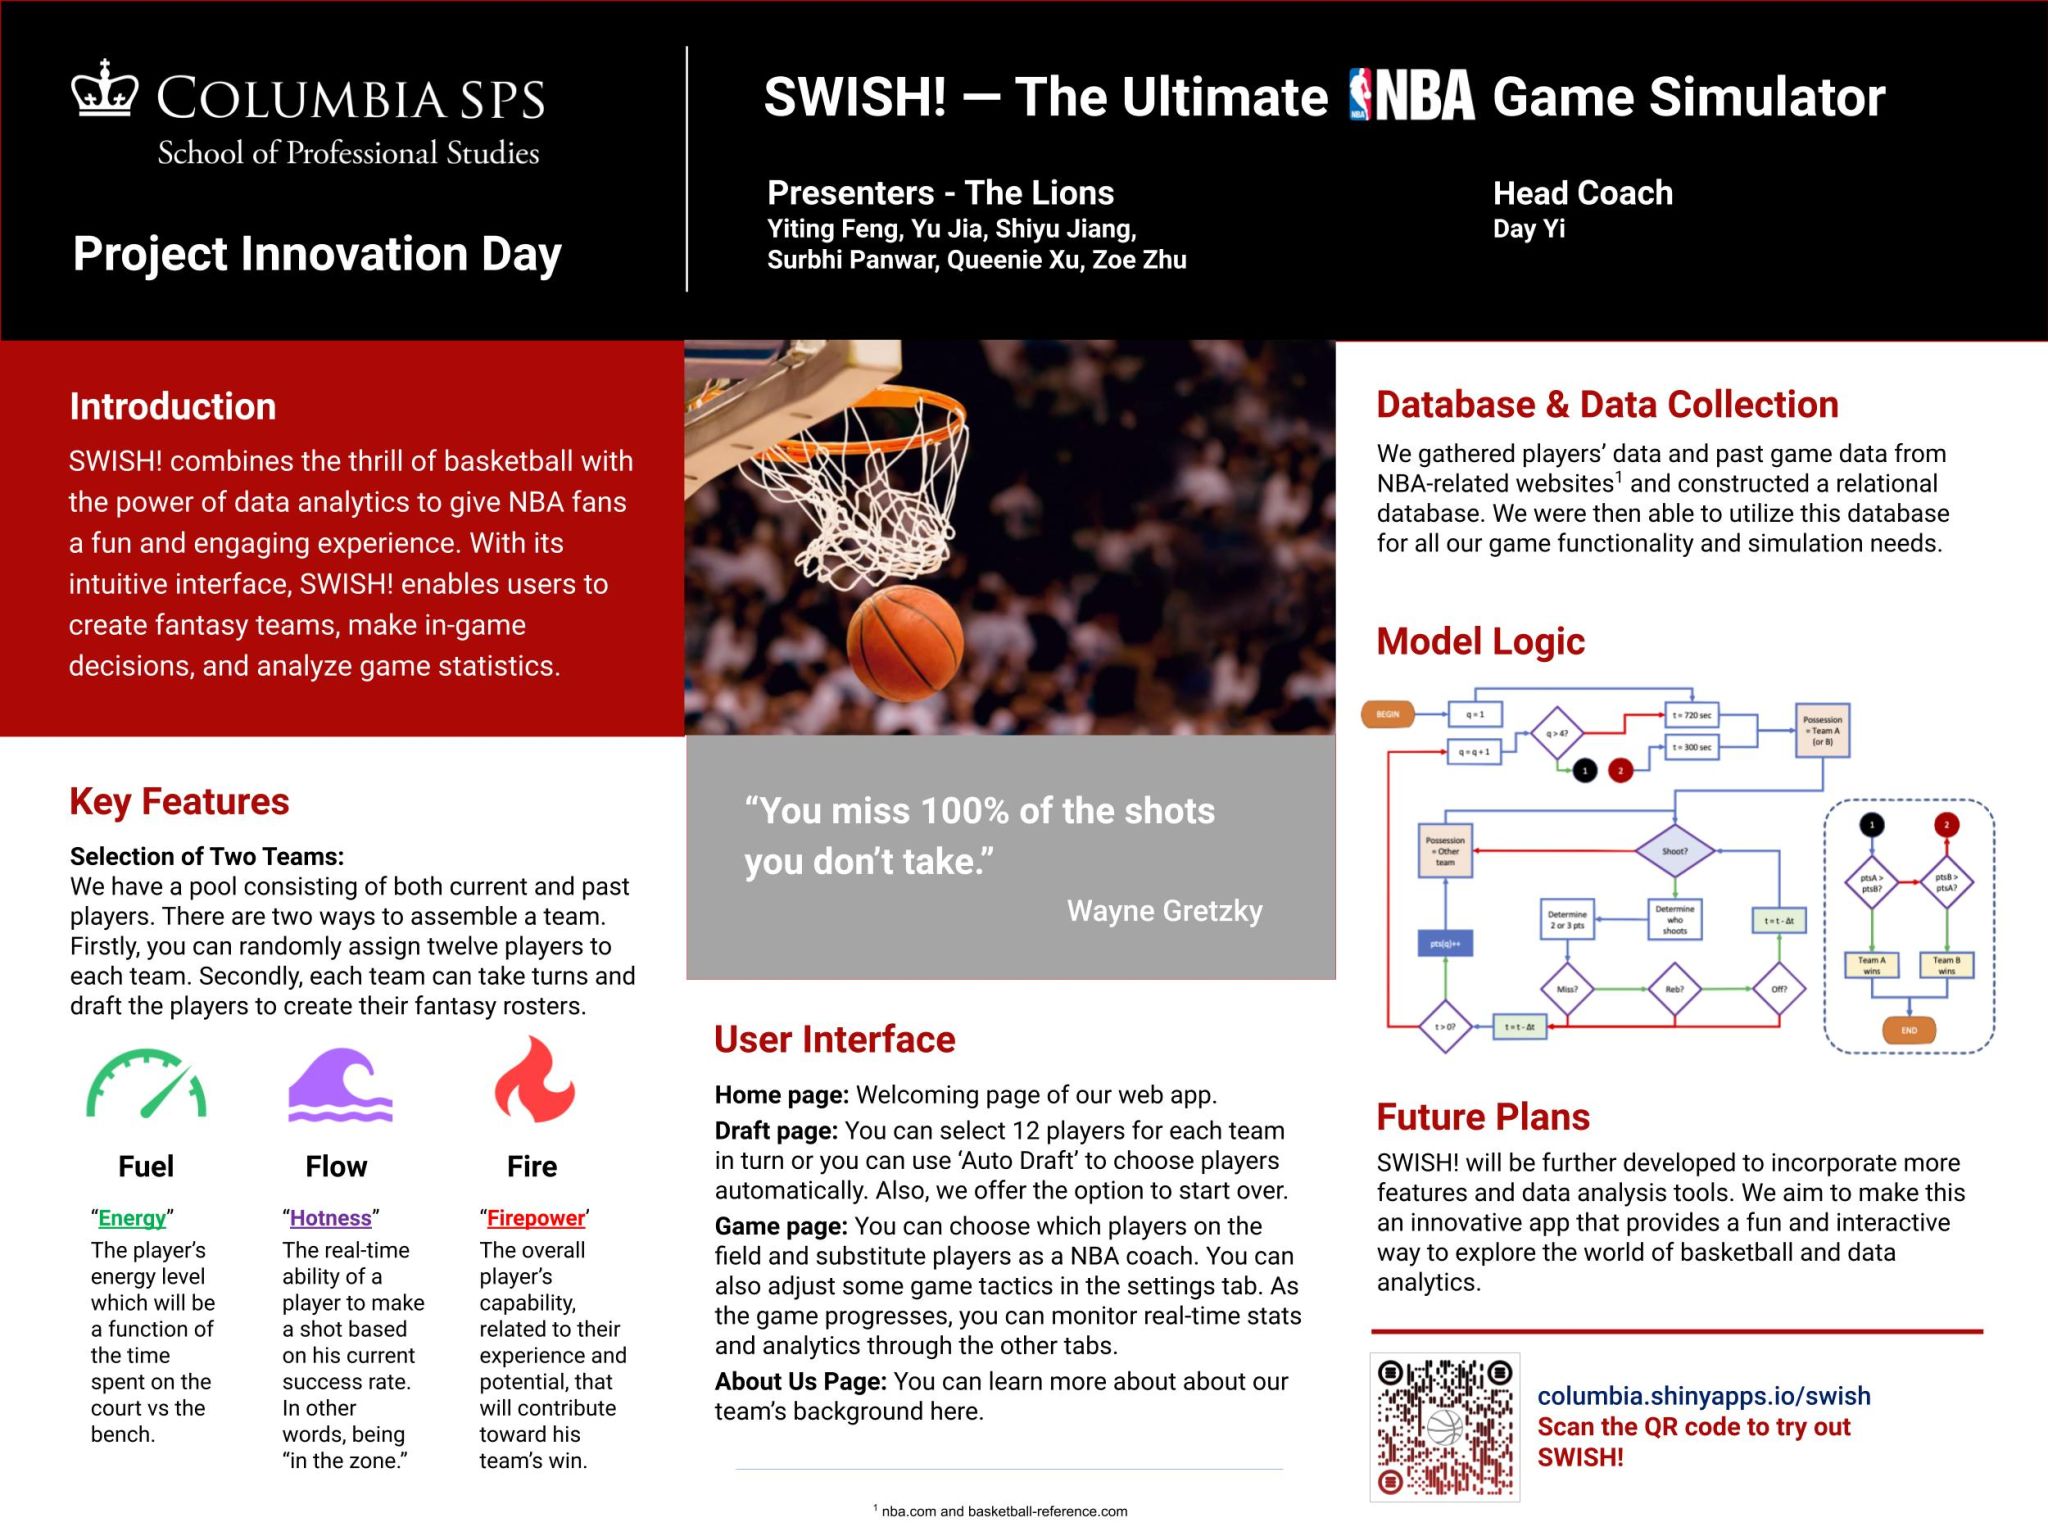 COLUMBIA SPS
School of Professional Studies
Project Innovation Day
SWISH! — The Ultimate NBA Game Simulator
NBA
Presenters - The Lions
Yiting Feng, Yu Jia, Shiyu Jiang,
Surbhi Panwar, Queenie Xu, Zoe Zhu
Head Coach
Day Yi
Introduction
SWISH! combines the thrill of basketball with
the power of data analytics to give NBA fans
a fun and engaging experience. With its
intuitive interface, SWISH! enables users to
create fantasy teams, make in-game
decisions, and analyze game statistics.
Key Features
Selection of Two Teams:
We have a pool consisting of both current and past
players. There are two ways to assemble a team.
Firstly, you can randomly assign twelve players to
each team. Secondly, each team can take turns and
draft the players to create their fantasy rosters.
Fuel
“Energy”
The player’s
energy level
which will be
a function of
the time
spent on the
court vs the
bench.
Flow
“Hotness”
The real-time
ability of a
player to make
a shot based
on his current
success rate.
In other
words, being
“in the zone.”
Fire
“Firepower’
The overall
player’s
capability,
related to their
experience and
potential, that
will contribute
toward his
team’s win.
“You miss 100% of the shots
you don’t take.”
Wayne Gretzky
User Interface
Home page: Welcoming page of our web app.
Draft page: You can select 12 players for each team
in turn or you can use ‘Auto Draft’ to choose players
automatically. Also, we offer the option to start over.
Game page: You can choose which players on the
field and substitute players as a NBA coach. You can
also adjust some game tactics in the settings tab. As
the game progresses, you can monitor real-time stats
and analytics through the other tabs.
About Us Page: You can learn more about about our
team’s background here.
1 nba.com and basketball-reference.com
Database & Data Collection
We gathered players’ data and past game data from
NBA-related websites1 and constructed a relational
database. We were then able to utilize this database
for all our game functionality and simulation needs.
Model Logic
BEGIN
q = 1
q = q + 1
q > 4?
t = 720 sec
t = 300 sec
1
2
Possession
= Team A
(or B)
Possession
= Other
team
Shoot?
Determine
who
shoots
Determine
2 or 3 pts
t = t - Δt
pts(q)++
Miss?
Reb?
Off?
t > 0?
t = t - Δt
1
2
ptsA >
ptsB?
ptsB >
ptsA?
Team A
wins
Team B
wins
END
Future Plans
SWISH! will be further developed to incorporate more
features and data analysis tools. We aim to make this
an innovative app that provides a fun and interactive
way to explore the world of basketball and data
analytics.
columbia.shinyapps.io/swish
Scan the QR code to try out
SWISH!